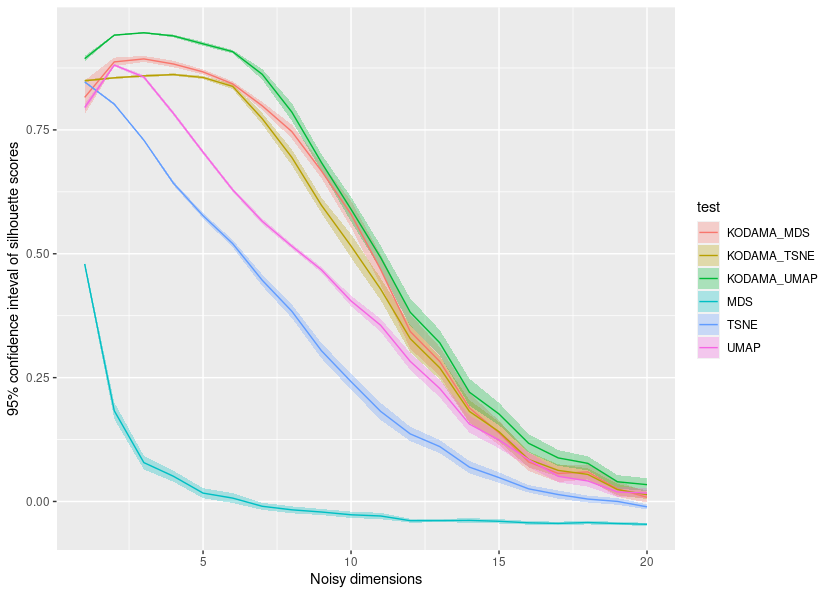 95% confidence inteval of silhouette scores
0.75
0.50
0.25
0.00
5
10
15
20
Noisy dimensions
test
KODAMA_MDS
KODAMA_TSNE
KODAMA_UMAP
MDS
TSNE
UMAP